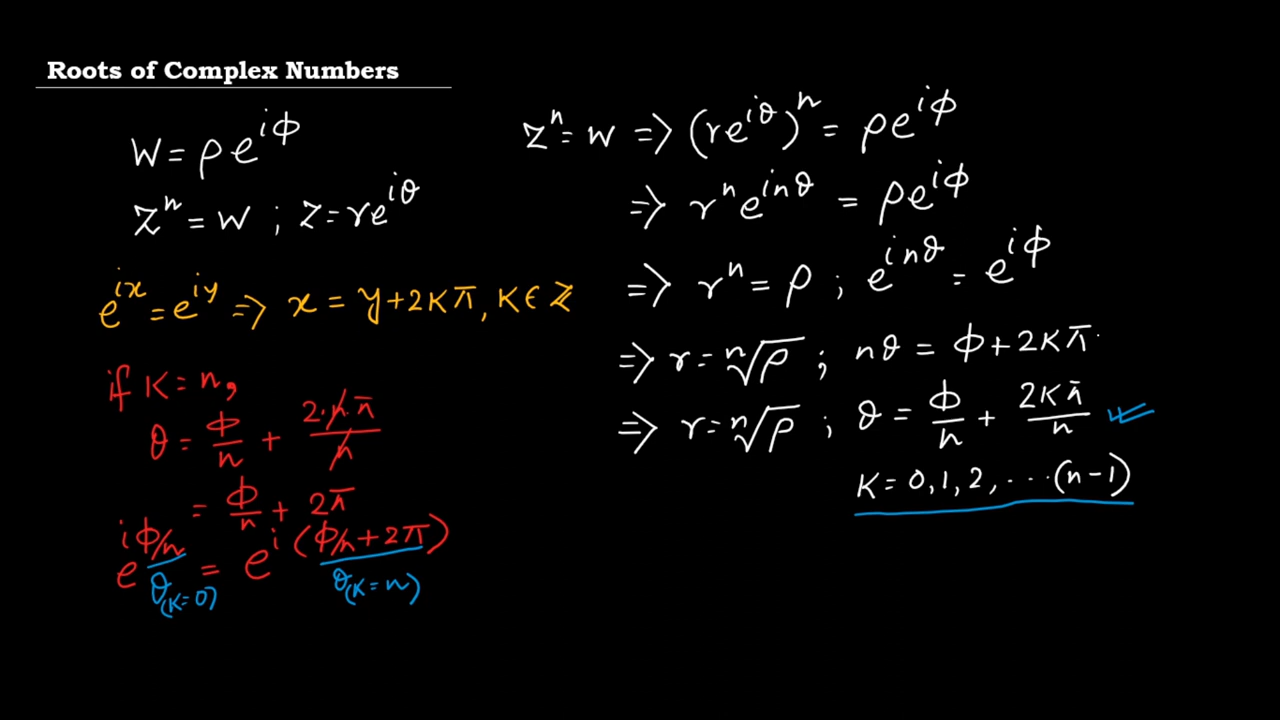 Roots of Complex Numbers
W = ρe^{iϕ}
z^n = w ; z = re^{iθ}
e^{ix} = e^{iy} => x = y + 2kπ, k ∈ ℤ
if k = n,
θ = ϕ/n + 2·n·π/n
= ϕ/n + 2π
e^{iϕ/n} = e^{i(ϕ/n + 2π)}
θ(k=0)
θ(k=n)
z^n = w => (re^{iθ})^n = ρe^{iϕ}
=> r^n e^{inθ} = ρe^{iϕ}
=> r^n = ρ ; e^{inθ} = e^{iϕ}
=> r = ⁿ√ρ ; nθ = ϕ + 2kπ
=> r = ⁿ√ρ ; θ = ϕ/n + 2kπ/n
k = 0, 1, 2, ... (n-1)